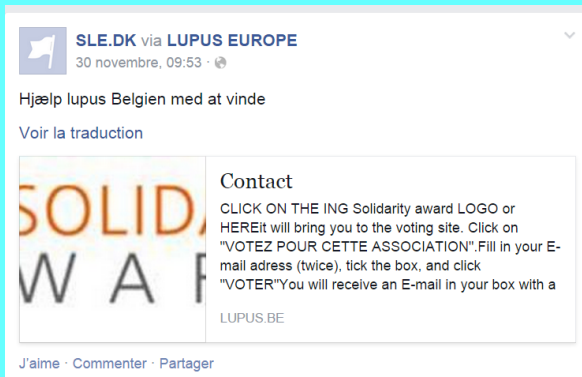 SLE.DK via LUPUS EUROPE
30 novembre, 09:53 ·
Hjælp lupus Belgien med at vinde
Voir la traduction
SOLID
WAR
Contact
CLICK ON THE ING Solidarity award LOGO or
HEREit will bring you to the voting site. Click on
"VOTEZ POUR CETTE ASSOCIATION".Fill in your E-
mail adress (twice), tick the box, and click
"VOTER"You will receive an E-mail in your box with a
LUPUS.BE
J'aime · Commenter · Partager